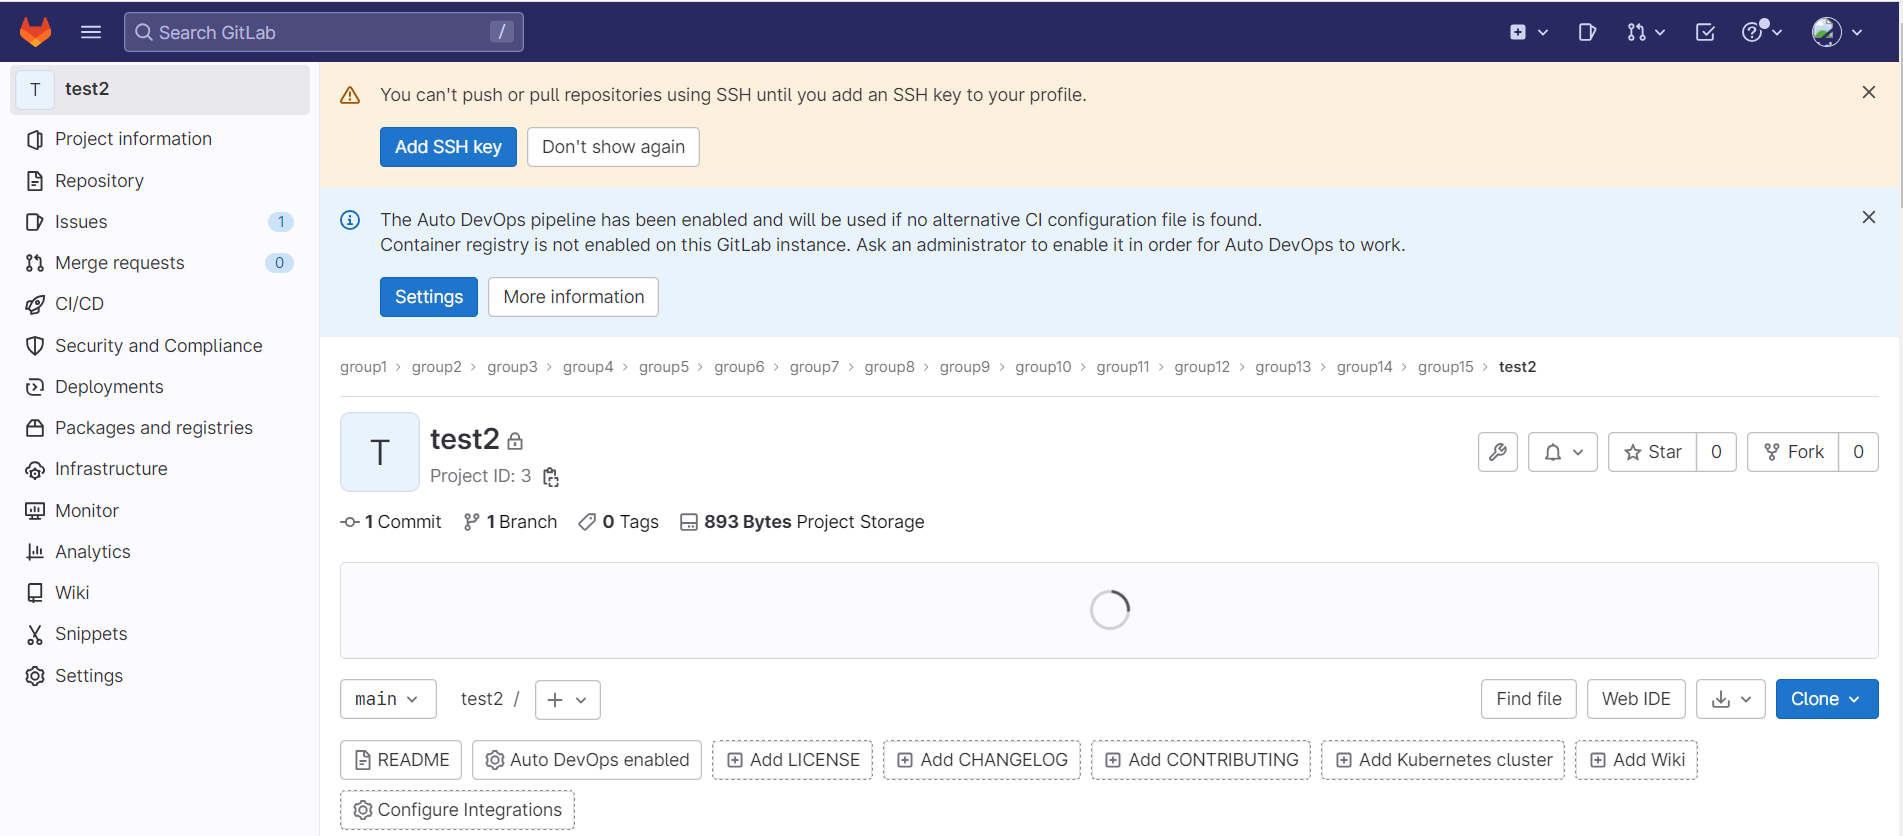 Search GitLab /
T test2
Project information
Repository
Issues 1
Merge requests 0
CI/CD
Security and Compliance
Deployments
Packages and registries
Infrastructure
Monitor
Analytics
Wiki
Snippets
Settings
You can't push or pull repositories using SSH until you add an SSH key to your profile.
Add SSH key Don't show again
The Auto DevOps pipeline has been enabled and will be used if no alternative CI configuration file is found.
Container registry is not enabled on this GitLab instance. Ask an administrator to enable it in order for Auto DevOps to work.
Settings More information
group1 > group2 > group3 > group4 > group5 > group6 > group7 > group8 > group9 > group10 > group11 > group12 > group13 > group14 > group15 > test2
T test2
Project ID: 3
Star 0 Fork 0
1 Commit 1 Branch 0 Tags 893 Bytes Project Storage
main test2 / + Find file Web IDE Clone
README Auto DevOps enabled Add LICENSE Add CHANGELOG Add CONTRIBUTING Add Kubernetes cluster Add Wiki
Configure Integrations